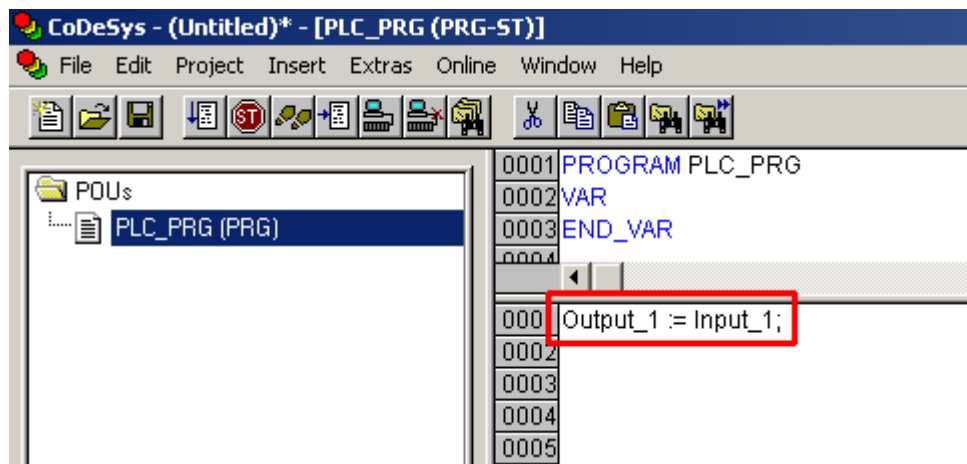 CoDeSys - (Untitled)* - [PLC_PRG (PRG-ST)]
File Edit Project Insert Extras Online Window Help
POUs
PLC_PRG (PRG)
0001 PROGRAM PLC_PRG
0002 VAR
0003 END_VAR
0004
000 Output_1 := Input_1;
0002
0003
0004
0005